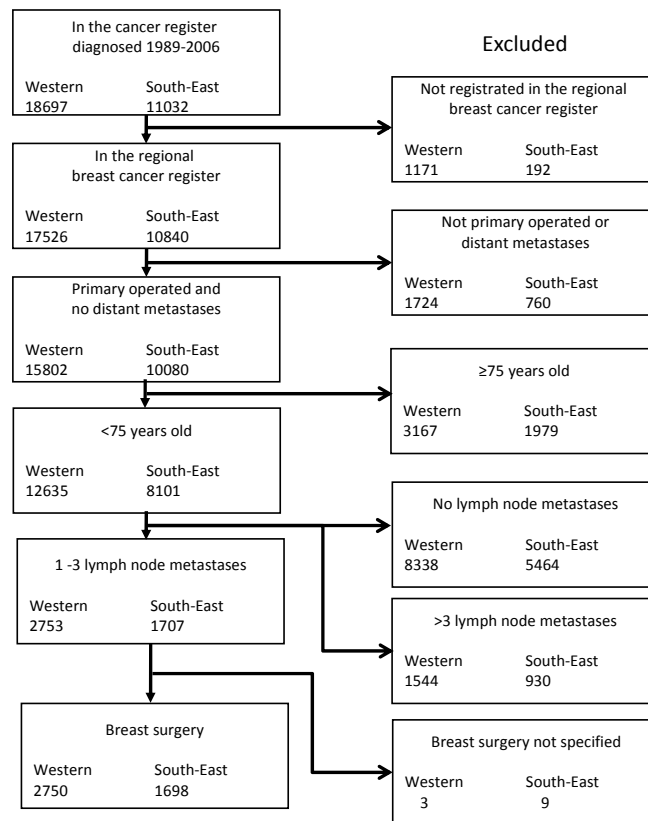 In the cancer register
diagnosed 1989-2006
Western South-East
18697 11032
Excluded
Not registrated in the regional
breast cancer register
Western South-East
1171 192
In the regional
breast cancer register
Western South-East
17526 10840
Not primary operated or
distant metastases
Western South-East
1724 760
Primary operated and
no distant metastases
Western South-East
15802 10080
≥75 years old
Western South-East
3167 1979
<75 years old
Western South-East
12635 8101
No lymph node metastases
Western South-East
8338 5464
1 -3 lymph node metastases
Western South-East
2753 1707
>3 lymph node metastases
Western South-East
1544 930
Breast surgery
Western South-East
2750 1698
Breast surgery not specified
Western South-East
3 9